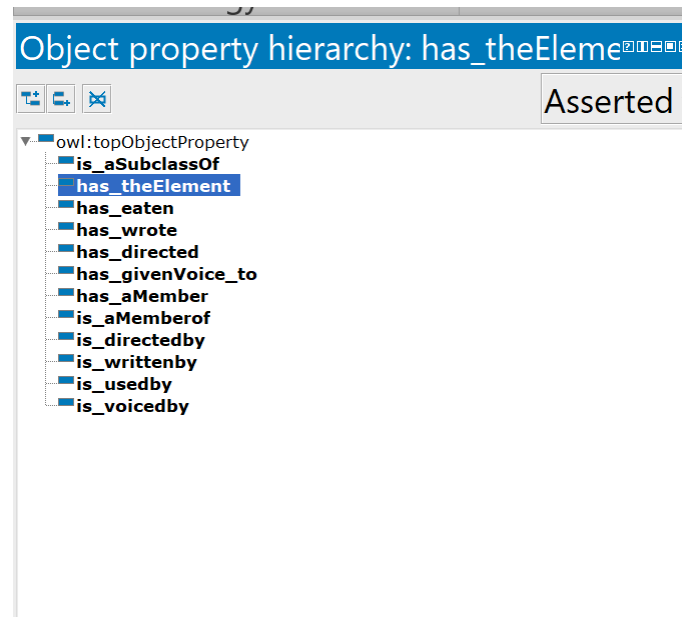 Object property hierarchy: has_theEleme
Asserted
owl:topObjectProperty
is_aSubclassOf
has_theElement
has_eaten
has_wrote
has_directed
has_givenVoice_to
has_aMember
is_aMemberof
is_directedby
is_writtenby
is_usedby
is_voicedby